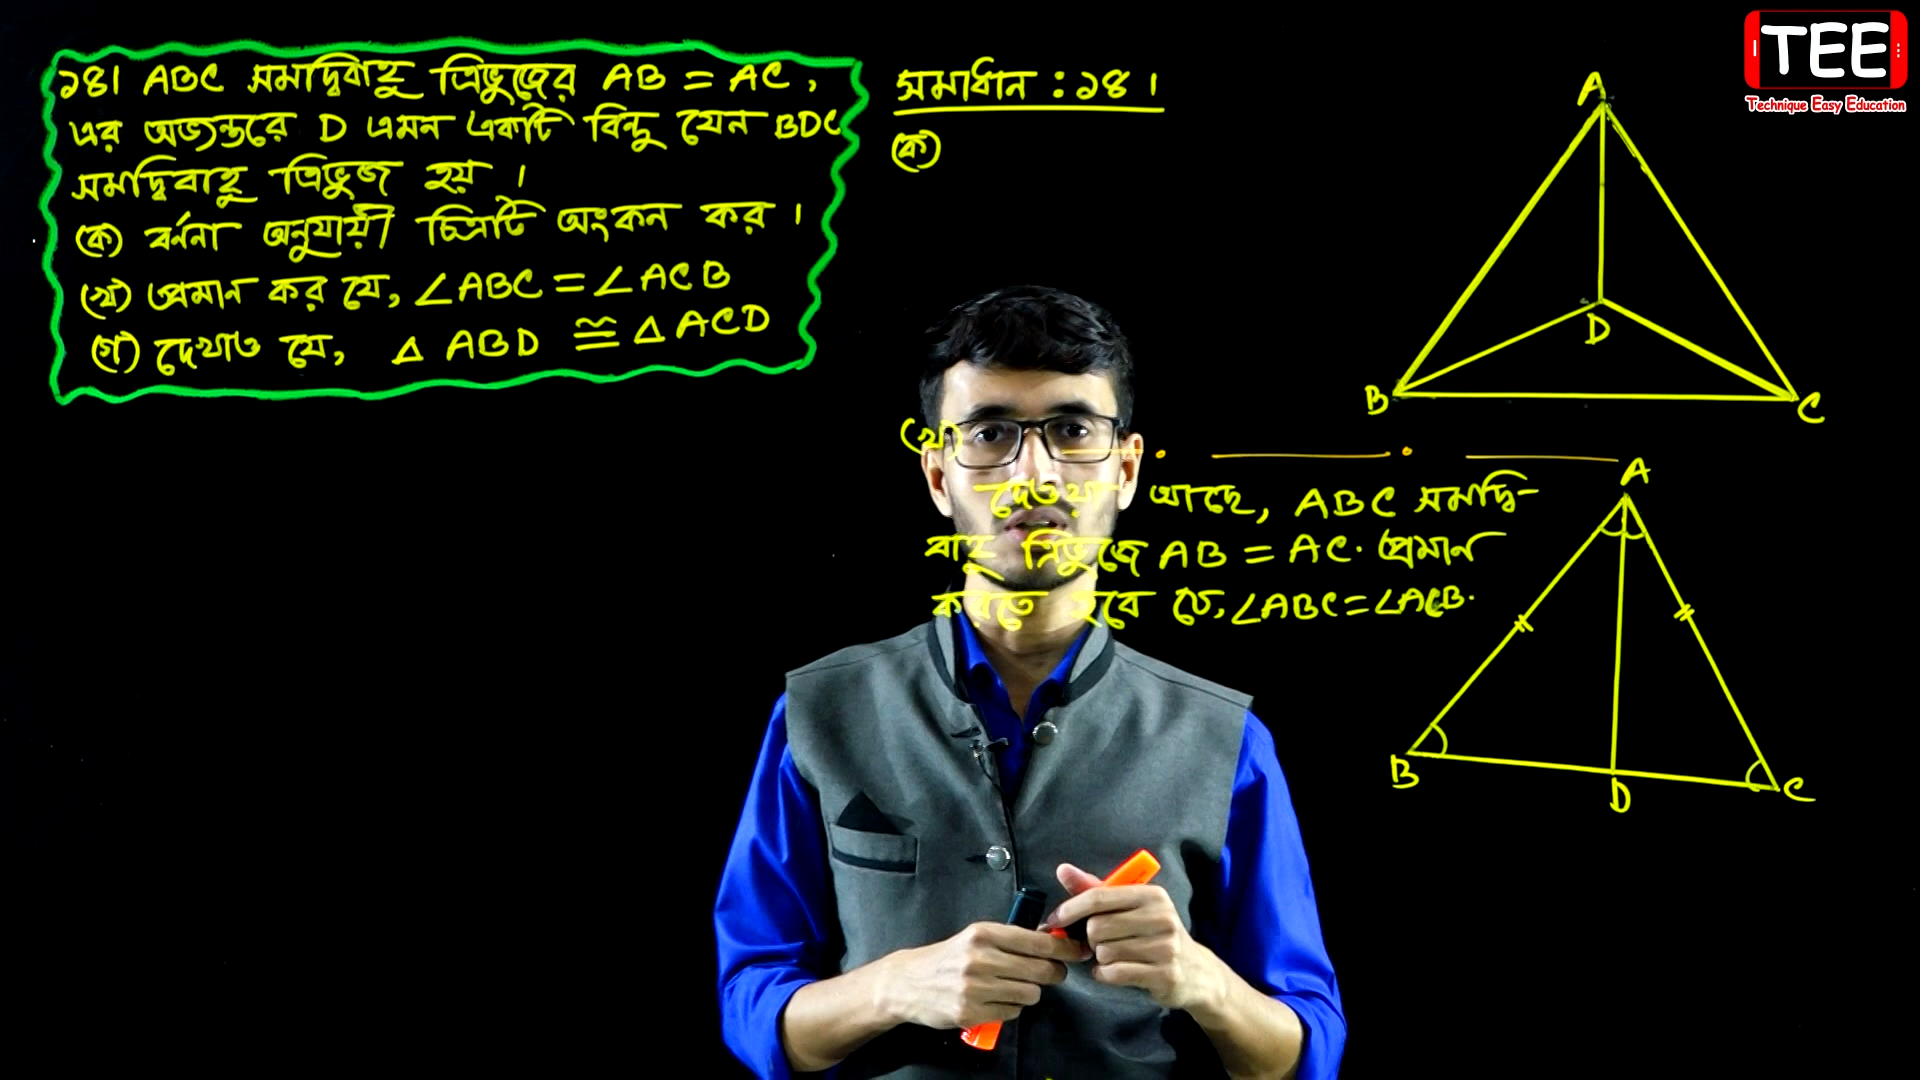 ১৪। ABC সমদ্বিবাহু ত্রিভুজের AB = AC,
এর অভ্যন্তরে D এমন একটি বিন্দু যেন BDC
সমদ্বিবাহু ত্রিভুজ হয়।
(ক) বর্ননা অনুযায়ী চিত্রটি অংকন কর।
(খ) প্রমান কর যে, ∠ABC = ∠ACB
(গ) দেখাও যে, △ ABD ≅ △ ACD
সমাধান : ১৪।
(ক)
A
D
B
C
(খ)
দেওয়া আছে, ABC সমদ্বি-
বাহু ত্রিভুজে AB = AC. প্রমান
করতে হবে যে, ∠ABC = ∠ACB.
A
B
D
C
TEE
Technique Easy Education